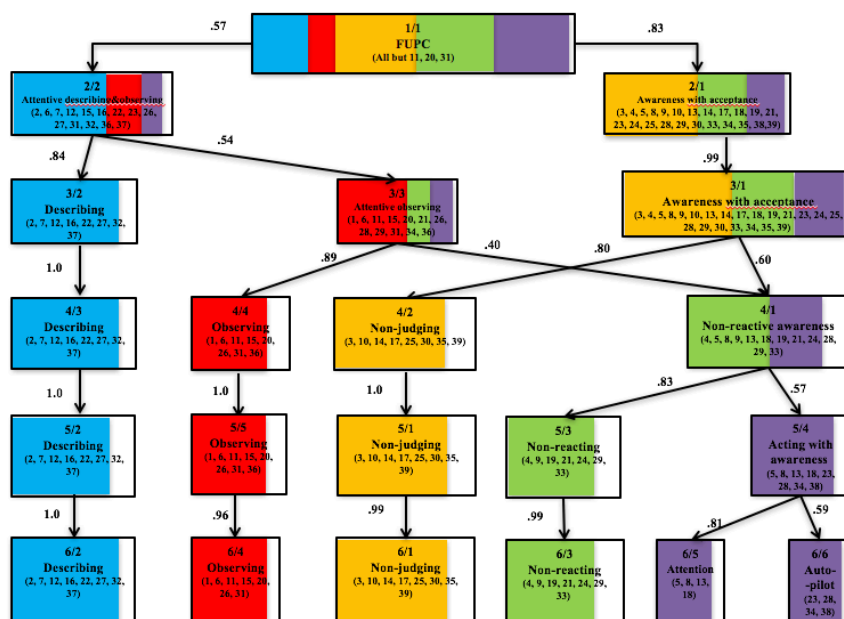 .57
1/1
.83
FUPC
(All but 11, 20, 31)
2/2
Attentive describing&observing
(2, 6, 7, 12, 15, 16, 22, 23, 26,
27, 31, 32, 36, 37)
2/1
Awareness with acceptance
(3, 4, 5, 8, 9, 10, 13, 14, 17, 18, 19, 21,
23, 24, 25, 28, 29, 30, 33, 34, 35, 38,39)
.84
.54
.99
3/2
Describing
(2, 7, 12, 16, 22, 27, 32,
37)
3/3
Attentive observing
(1, 6, 11, 15, 20, 21, 26,
28, 29, 31, 34, 36)
3/1
Awareness with acceptance
(3, 4, 5, 8, 9, 10, 13, 14, 17, 18, 19, 21, 23, 24, 25,
28, 29, 30, 33, 34, 35, 39)
1.0
.89
.40
.80
.60
4/3
Describing
(2, 7, 12, 16, 22, 27, 32,
37)
4/4
Observing
(1, 6, 11, 15, 20,
26, 31, 36)
4/2
Non-judging
(3, 10, 14, 17, 25, 30, 35, 39)
4/1
Non-reactive awareness
(4, 5, 8, 9, 13, 18, 19, 21, 24, 28,
29, 33)
1.0
1.0
1.0
.83
.57
5/2
Describing
(2, 7, 12, 16, 22, 27, 32,
37)
5/5
Observing
(1, 6, 11, 15, 20,
26, 31, 36)
5/1
Non-judging
(3, 10, 14, 17, 25, 30, 35,
39)
5/3
Non-reacting
(4, 9, 19, 21, 24, 29,
33)
5/4
Acting with
awareness
(5, 8, 13, 18, 23,
28, 34, 38)
1.0
.96
.99
.99
.81
.59
6/2
Describing
(2, 7, 12, 16, 22, 27, 32,
37)
6/4
Observing
(1, 6, 11, 15, 20,
26, 31)
6/1
Non-judging
(3, 10, 14, 17, 25, 30, 35,
39)
6/3
Non-reacting
(4, 9, 19, 21, 24, 29,
33)
6/5
Attention
(5, 8, 13,
18)
6/6
Auto-
-pilot
(23, 28,
34, 38)